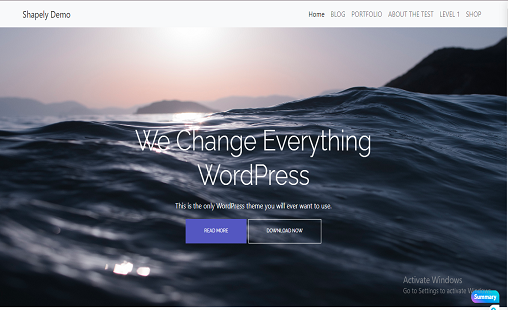 Shapely Demo
Home BLOG PORTFOLIO ABOUT THE TEST LEVEL 1 SHOP
We Change Everything
WordPress
This is the only WordPress theme you will ever want to use.
READ MORE DOWNLOAD NOW
Activate Windows
Go to Settings to activate Windows.
Summary